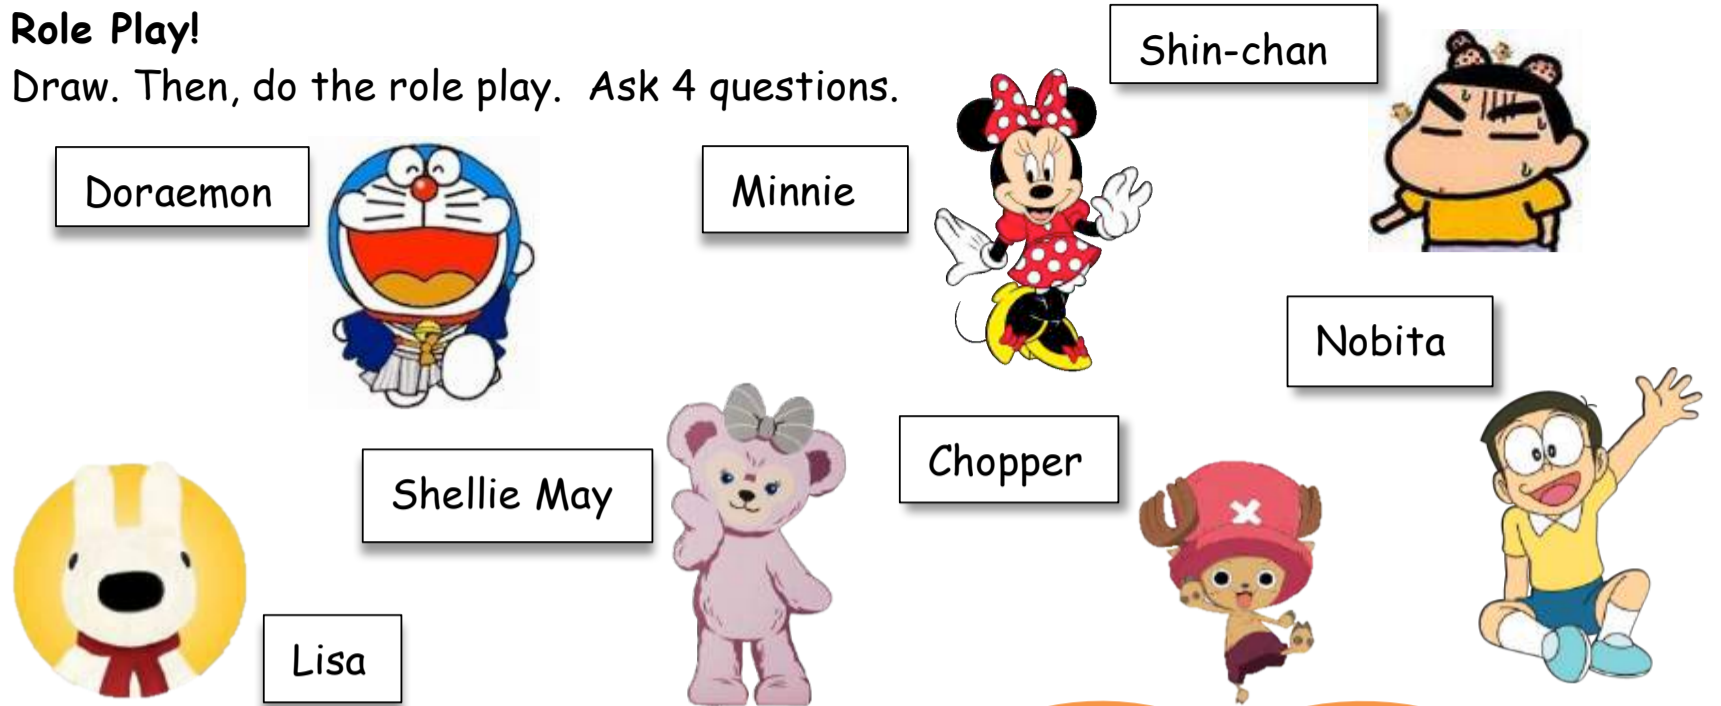 Role Play!
Draw. Then, do the role play.  Ask 4 questions.
Shin-chan
Doraemon
Minnie
Nobita
Chopper
Shellie May
Lisa